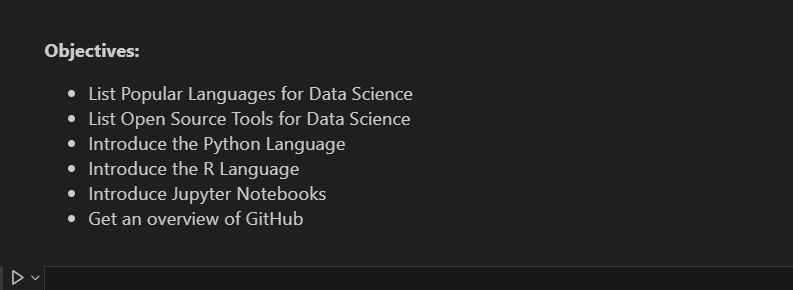 Objectives:
• List Popular Languages for Data Science
• List Open Source Tools for Data Science
• Introduce the Python Language
• Introduce the R Language
• Introduce Jupyter Notebooks
• Get an overview of GitHub